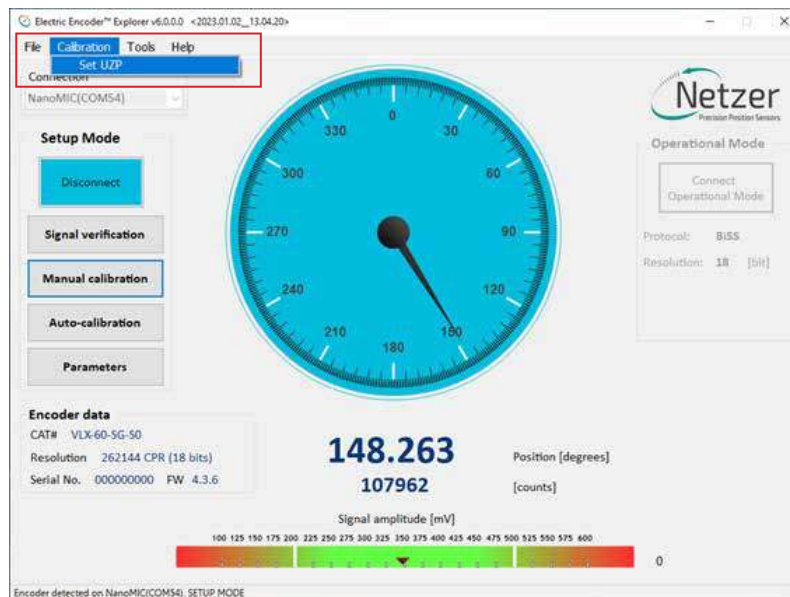 Electric Encoder™ Explorer v6.0.0.0 <2023.01.02__13.04.20>
File Calibration Tools Help
Set UZP
Connection
NanoMIC(COM54)
Setup Mode
Disconnect
Signal verification
Manual calibration
Auto-calibration
Parameters
0
30
60
90
120
150
180
210
240
270
300
330
Netzer
Precision Position Sensors
Operational Mode
Connect
Operational Mode
Protocol: BiSS
Resolution: 18 [bit]
Encoder data
CAT# VLX-60-SG-S0
Resolution 262144 CPR (18 bits)
Serial No. 000000000 FW 4.3.6
148.263 Position [degrees]
107962 [counts]
Signal amplitude [mV]
100 125 150 175 200 225 250 275 300 325 350 375 400 425 450 475 500 525 550 575 600
0
Encoder detected on NanoMIC(COM54). SETUP MODE